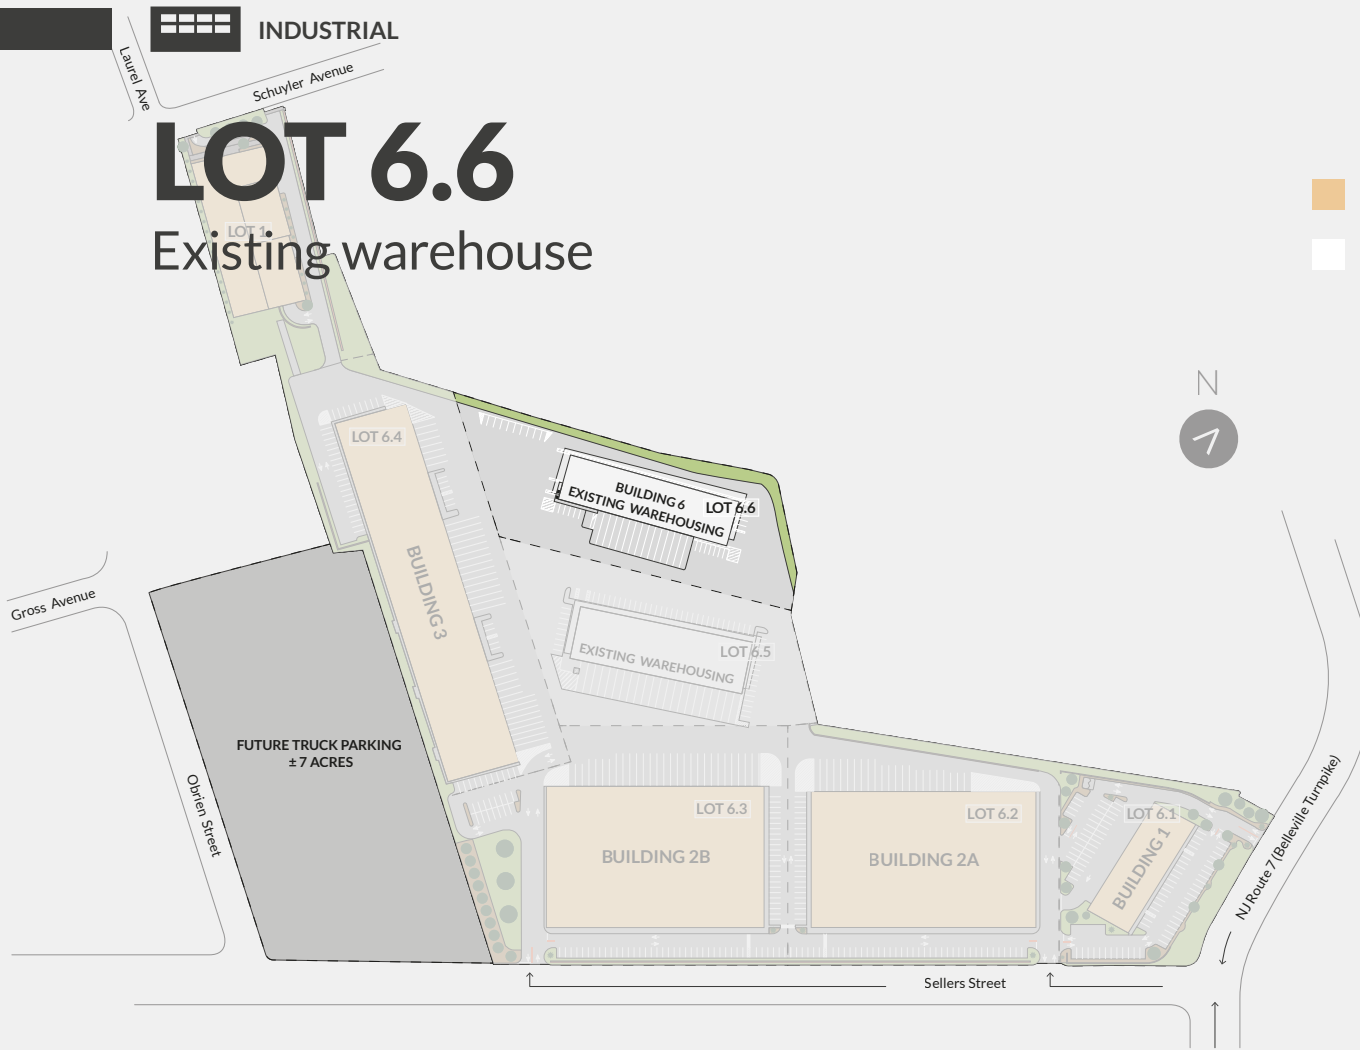 INDUSTRIAL
Laurel Ave
Schuyler Avenue
LOT 6.6
LOT 1
Existing warehouse
N
LOT 6.4
BUILDING 6
EXISTING WAREHOUSING
LOT 6.6
BUILDING 3
Gross Avenue
LOT 6.5
EXISTING WAREHOUSING
FUTURE TRUCK PARKING
± 7 ACRES
Obrien Street
LOT 6.3
BUILDING 2B
LOT 6.2
BUILDING 2A
LOT 6.1
BUILDING 1
NJ Route 7 (Belleville Turnpike)
Sellers Street